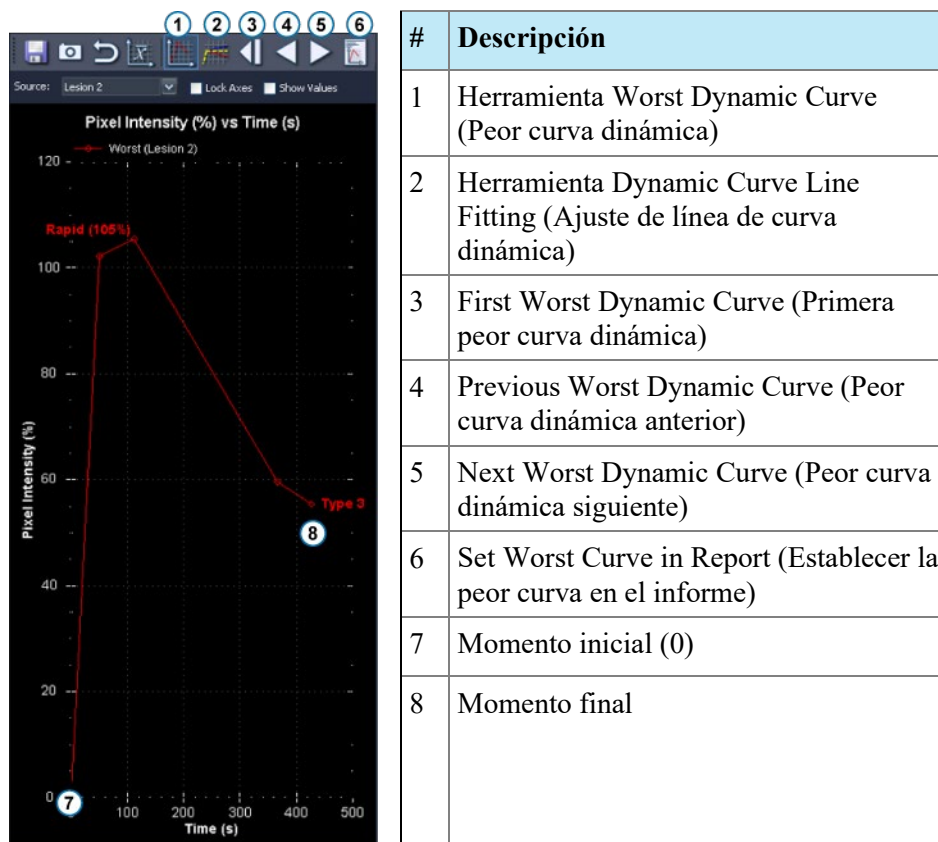 1 2 3 4 5 6
Source: Lesion 2 Lock Axes Show Values
Pixel Intensity (%) vs Time (s)
Worst (Lesion 2)
120
Rapid (105%)
100
80
Pixel Intensity (%)
60
Type 3
8
40
20
0
7
100 200 300 400 500
Time (s)
# Descripción
1 Herramienta Worst Dynamic Curve
(Peor curva dinámica)
2 Herramienta Dynamic Curve Line
Fitting (Ajuste de línea de curva
dinámica)
3 First Worst Dynamic Curve (Primera
peor curva dinámica)
4 Previous Worst Dynamic Curve (Peor
curva dinámica anterior)
5 Next Worst Dynamic Curve (Peor curva
dinámica siguiente)
6 Set Worst Curve in Report (Establecer la
peor curva en el informe)
7 Momento inicial (0)
8 Momento final